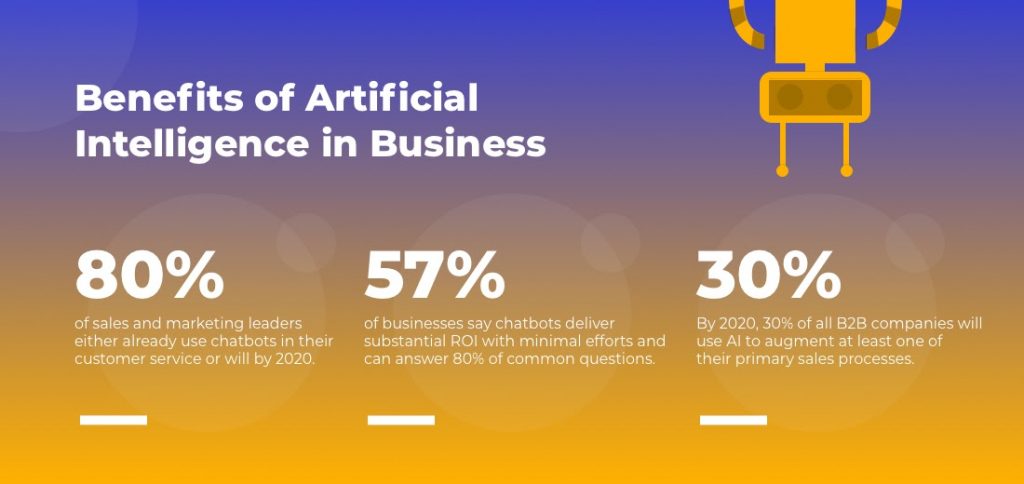 Benefits of Artificial
Intelligence in Business
80%
of sales and marketing leaders
either already use chatbots in their
customer service or will by 2020.
57%
of businesses say chatbots deliver
substantial ROI with minimal efforts and
can answer 80% of common questions.
30%
By 2020, 30% of all B2B companies will
use AI to augment at least one of
their primary sales processes.